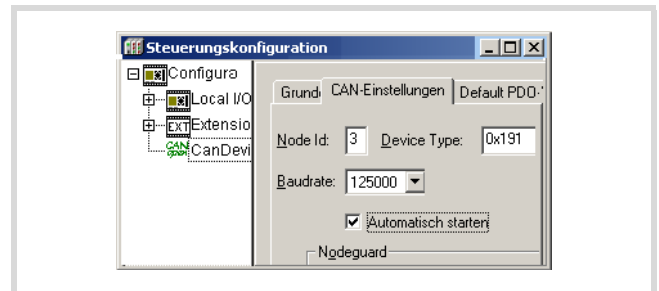 Steuerungskonfiguration
Configura
Local I/O
EXT Extensio
CAN open CanDevi
Grund CAN-Einstellungen Default PDO-
Node Id: 3 Device Type: 0x191
Baudrate: 125000
Automatisch starten
Nodeguard